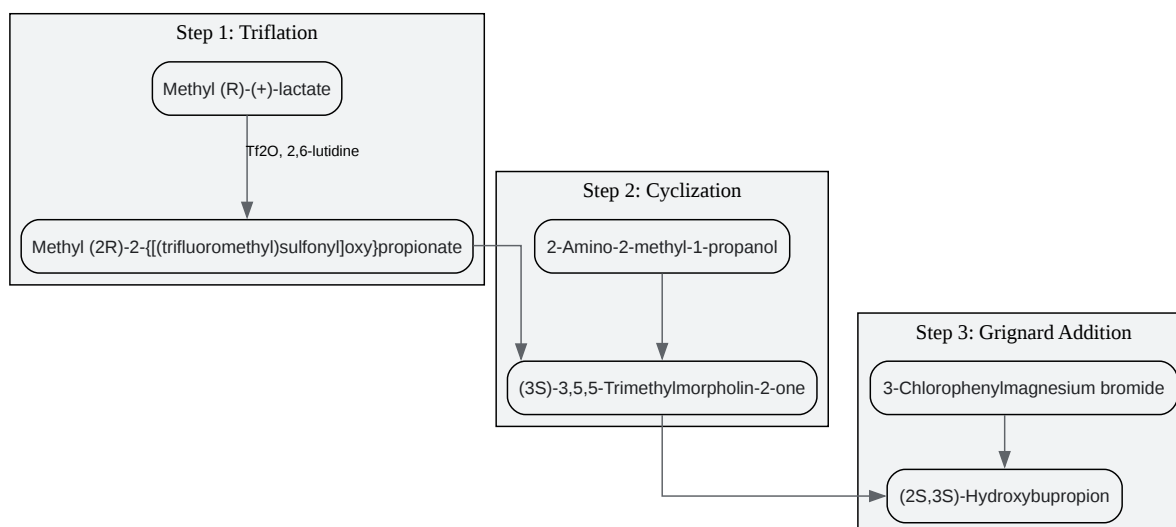 Step 1: Triflation
Methyl (R)-(+)-lactate
Tf2O, 2,6-lutidine
Methyl (2R)-2-{[(trifluoromethyl)sulfonyl]oxy}propionate
Step 2: Cyclization
2-Amino-2-methyl-1-propanol
(3S)-3,5,5-Trimethylmorpholin-2-one
Step 3: Grignard Addition
3-Chlorophenylmagnesium bromide
(2S,3S)-Hydroxybupropion